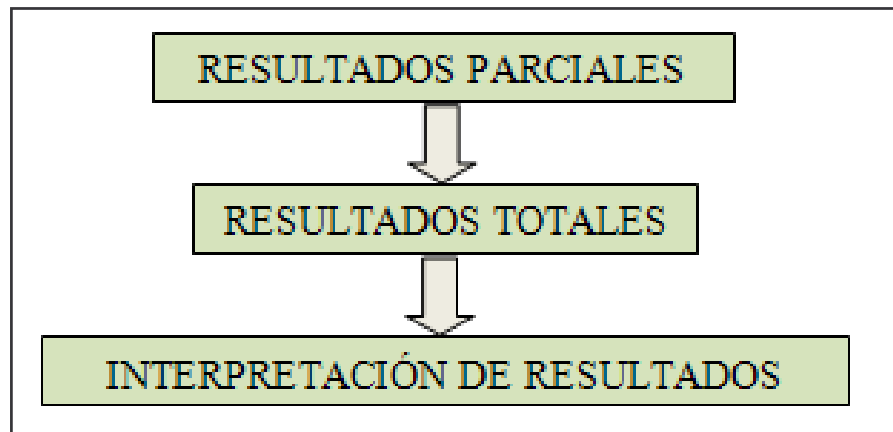 RESULTADOS PARCIALES
RESULTADOS TOTALES
INTERPRETACIÓN DE RESULTADOS